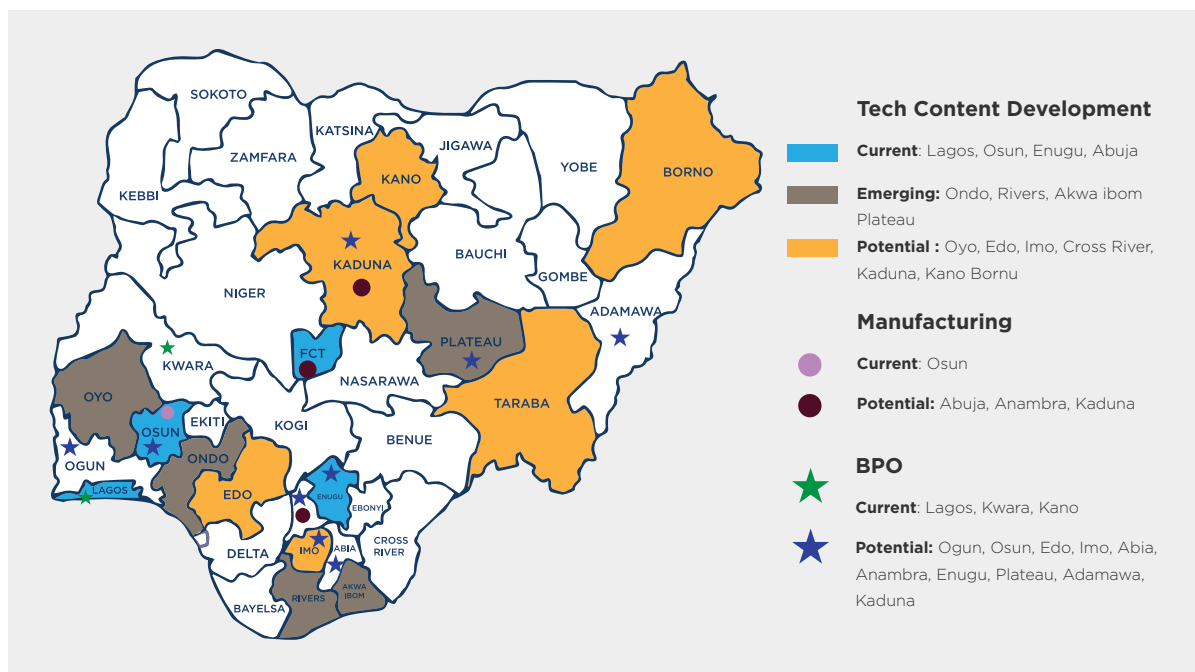 SOKOTO
KATSINA
JIGAWA
ZAMFARA
YOBE
BORNO
KANO
KEBBI
BAUCHI
KADUNA
GOMBE
NIGER
ADAMAWA
PLATEAU
FCT
KWARA
NASARAWA
OYO
TARABA
EKITI
KOGI
OSUN
BENUE
ONDO
OGUN
LAGOS
EDO
ENUGU
EBONYI
CROSS
RIVER
DELTA
IMO
ABIA
AKWA
IBOM
RIVERS
BAYELSA
Tech Content Development
Current: Lagos, Osun, Enugu, Abuja
Emerging: Ondo, Rivers, Akwa ibom
Plateau
Potential : Oyo, Edo, Imo, Cross River,
Kaduna, Kano Bornu
Manufacturing
Current: Osun
Potential: Abuja, Anambra, Kaduna
BPO
Current: Lagos, Kwara, Kano
Potential: Ogun, Osun, Edo, Imo, Abia,
Anambra, Enugu, Plateau, Adamawa,
Kaduna